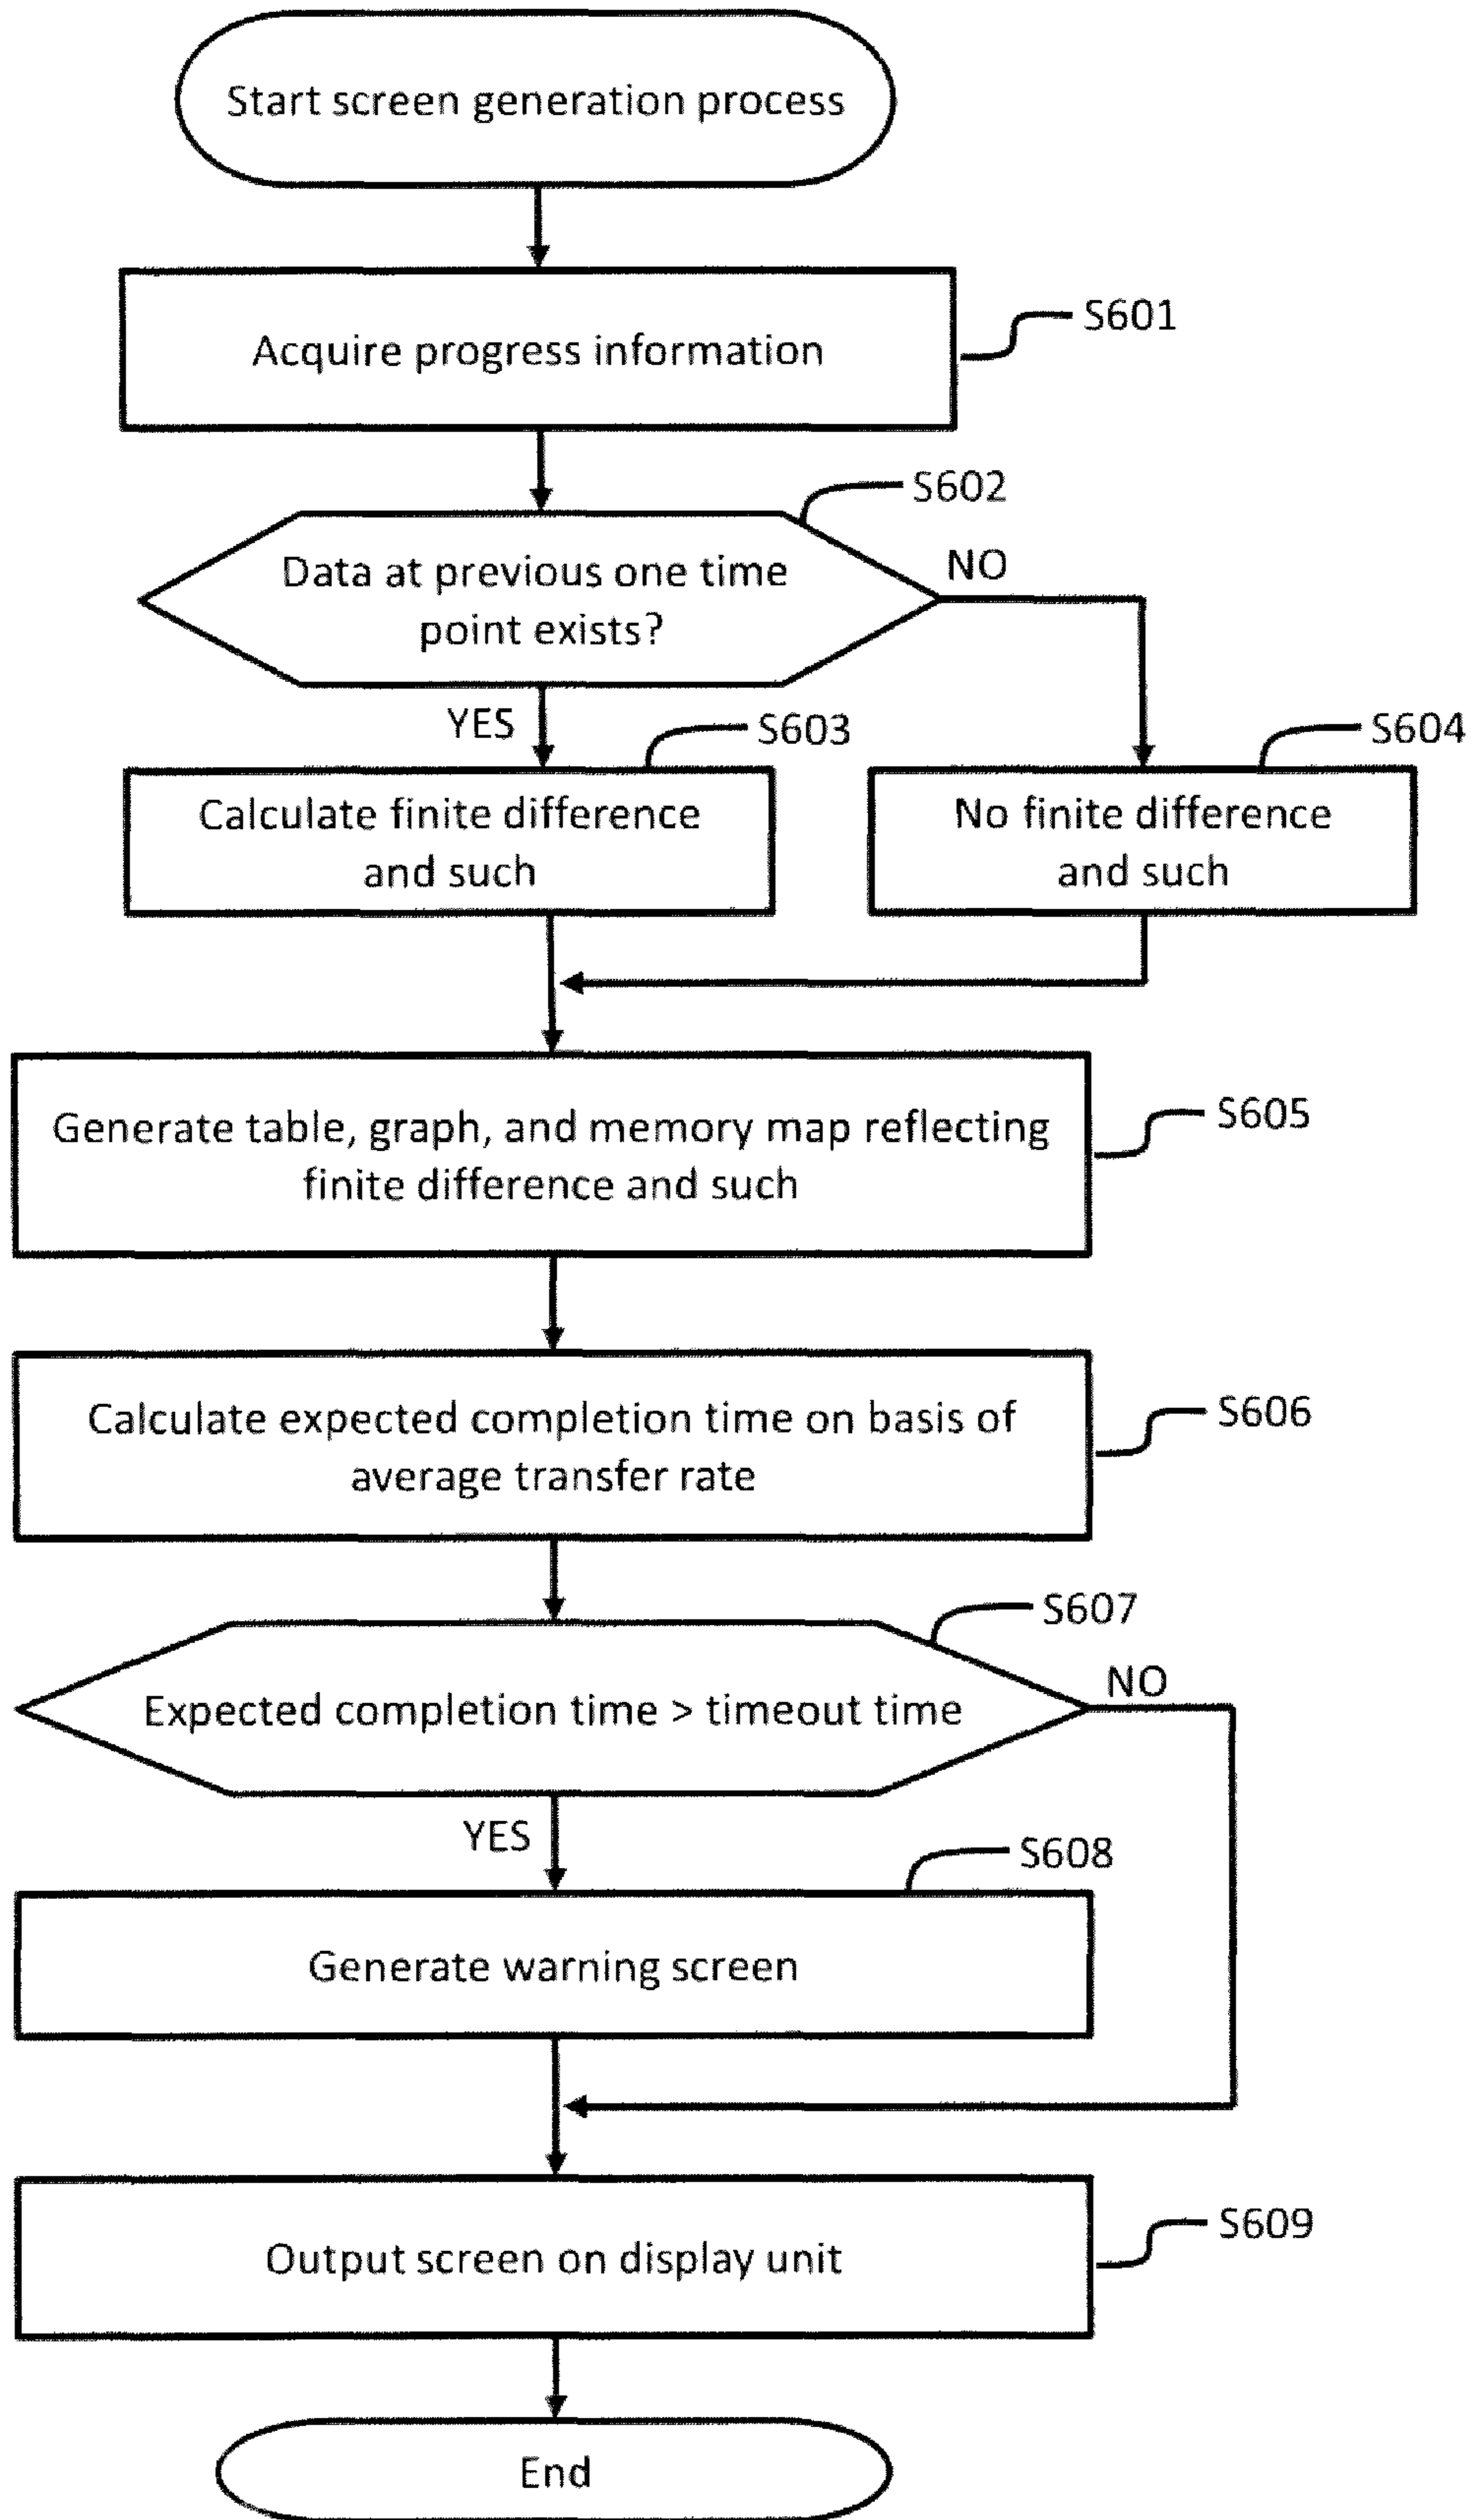 Start screen generation process
Acquire progress information
S601
S602
Data at previous one time
point exists?
NO
YES
S603
S604
Calculate finite difference
and such
No finite difference
and such
Generate table, graph, and memory map reflecting
finite difference and such
S605
Calculate expected completion time on basis of
average transfer rate
S606
S607
Expected completion time > timeout time
NO
YES
S608
Generate warning screen
Output screen on display unit
S609
End